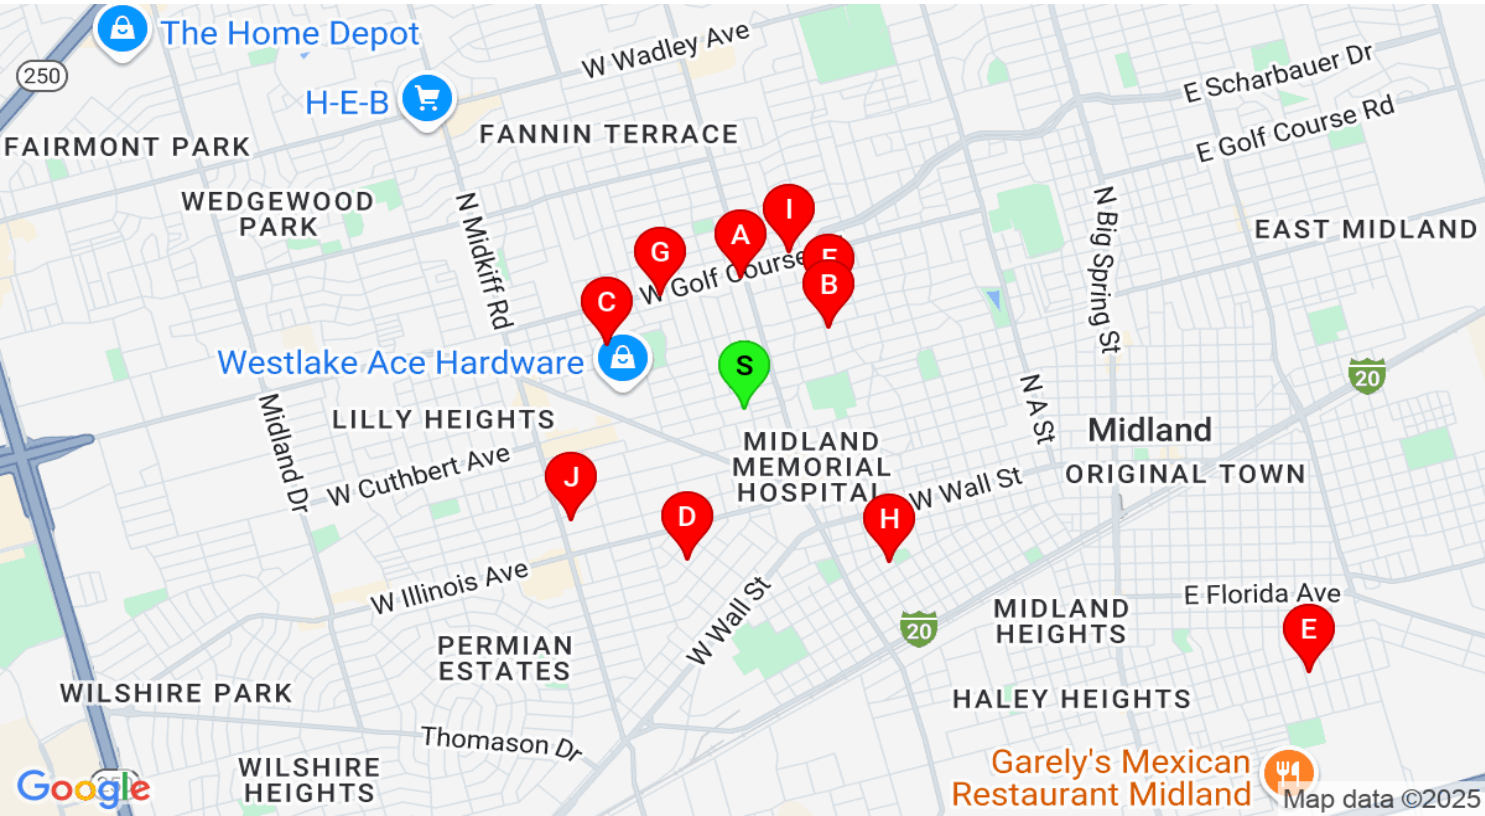 The Home Depot
W Wadley Ave
E Scharbauer Dr
250
H-E-B
E Golf Course Rd
FANNIN TERRACE
FAIRMONT PARK
WEDGEWOOD
PARK
N Midkiff Rd
I
A
G
F
B
C
W Golf Course
N Big Spring St
EAST MIDLAND
Westlake Ace Hardware
S
20
LILLY HEIGHTS
Midland Dr
N A St
Midland
MIDLAND
MEMORIAL
HOSPITAL
W Cuthbert Ave
ORIGINAL TOWN
J
W Wall St
D
H
W Illinois Ave
E Florida Ave
MIDLAND
HEIGHTS
20
E
W Wall St
PERMIAN
ESTATES
WILSHIRE PARK
HALEY HEIGHTS
Thomason Dr
WILSHIRE
HEIGHTS
Garely's Mexican
Restaurant Midland
Google
Map data ©2025